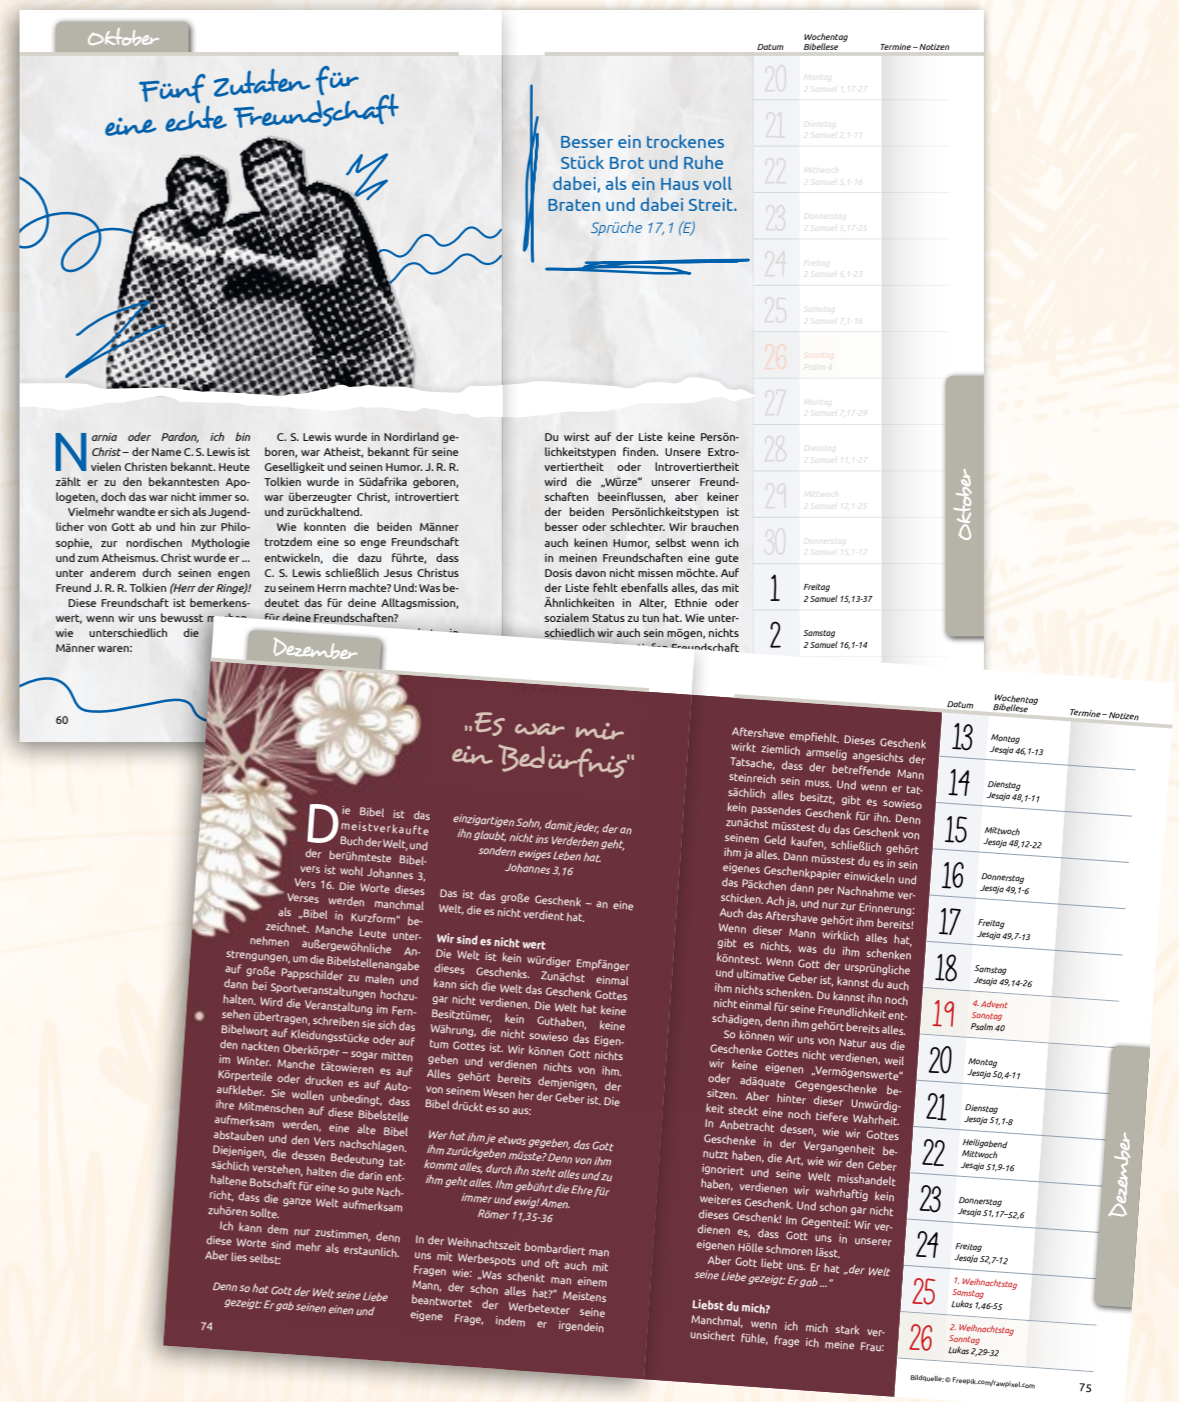 Oktober
Fünf Zutaten für
eine echte Freundschaft
Narnia oder Pardon, ich bin
Christ – der Name C. S. Lewis ist
vielen Christen bekannt. Heute
zählt er zu den bekanntesten Apo-
logeten, doch das war nicht immer so.
Vielmehr wandte er sich als Jugend-
licher von Gott ab und hin zur Philo-
sophie, zur nordischen Mythologie
und zum Atheismus. Christ wurde er ...
unter anderem durch seinen engen
Freund J. R. R. Tolkien (Herr der Ringe)!
Diese Freundschaft ist bemerkens-
wert, wenn wir uns bewusst
wie unterschiedlich die
Männer waren:
60
C. S. Lewis wurde in Nordirland ge-
boren, war Atheist, bekannt für seine
Geselligkeit und seinen Humor. J. R. R.
Tolkien wurde in Südafrika geboren,
war überzeugter Christ, introvertiert
und zurückhaltend.
Wie konnten die beiden Männer
trotzdem eine so enge Freundschaft
entwickeln, die dazu führte, dass
C. S. Lewis schließlich Jesus Christus
zu seinem Herrn machte? Und: Was be-
deutet das für deine Alltagsmission,
für deine Freundschaften?
Besser ein trockenes
Stück Brot und Ruhe
dabei, als ein Haus voll
Braten und dabei Streit.
Sprüche 17,1 (E)
Du wirst auf der Liste keine Persön-
lichkeitstypen finden. Unsere Extro-
vertiertheit oder Introvertiertheit
wird die „Würze“ unserer Freund-
schaften beeinflussen, aber keiner
der beiden Persönlichkeitstypen ist
besser oder schlechter. Wir brauchen
auch keinen Humor, selbst wenn ich
in meinen Freundschaften eine gute
Dosis davon nicht missen möchte. Auf
der Liste fehlt ebenfalls alles, das mit
Ähnlichkeiten in Alter, Ethnie oder
sozialem Status zu tun hat. Wie unter-
schiedlich wir auch sein mögen, nichts
Freundschaft
Datum Wochentag Bibellese Termine – Notizen
20 Montag
2 Samuel 1,17-27
21 Dienstag
2 Samuel 2,1-11
22 Mittwoch
2 Samuel 5,1-16
23 Donnerstag
2 Samuel 5,17-25
24 Freitag
2 Samuel 6,1-23
25 Samstag
2 Samuel 7,1-16
26 Sonntag
Psalm 4
27 Montag
2 Samuel 7,17-29
28 Dienstag
2 Samuel 11,1-27
29 Mittwoch
2 Samuel 12,1-25
30 Donnerstag
2 Samuel 15,1-12
1 Freitag
2 Samuel 15,13-37
2 Samstag
2 Samuel 16,1-14
Oktober
Dezember
„Es war mir
ein Bedürfnis“
Die Bibel ist das
meistverkaufte
Buch der Welt, und
der berühmteste Bibel-
vers ist wohl Johannes 3,
Vers 16. Die Worte dieses
Verses werden manchmal
als „Bibel in Kurzform“ be-
zeichnet. Manche Leute unter-
nehmen außergewöhnliche An-
strengungen, um die Bibelstellenangabe
auf große Pappschilder zu malen und
dann bei Sportveranstaltungen hochzu-
halten. Wird die Veranstaltung im Fern-
sehen übertragen, schreiben sie sich das
Bibelwort auf Kleidungsstücke oder auf
den nackten Oberkörper – sogar mitten
im Winter. Manche tätowieren es auf
Körperteile oder drucken es auf Auto-
aufkleber. Sie wollen unbedingt, dass
ihre Mitmenschen auf diese Bibelstelle
aufmerksam werden, eine alte Bibel
abstauben und den Vers nachschlagen.
Diejenigen, die dessen Bedeutung tat-
sächlich verstehen, halten die darin ent-
haltene Botschaft für eine so gute Nach-
richt, dass die ganze Welt aufmerksam
zuhören sollte.
Ich kann dem nur zustimmen, denn
diese Worte sind mehr als erstaunlich.
Aber lies selbst:
Denn so hat Gott der Welt seine Liebe
gezeigt: Er gab seinen einen und
74
einzigartigen Sohn, damit jeder, der an
ihn glaubt, nicht ins Verderben geht,
sondern ewiges Leben hat.
Johannes 3,16
Das ist das große Geschenk – an eine
Welt, die es nicht verdient hat.
Wir sind es nicht wert
Die Welt ist kein würdiger Empfänger
dieses Geschenks. Zunächst einmal
kann sich die Welt das Geschenk Gottes
gar nicht verdienen. Die Welt hat keine
Besitztümer, kein Guthaben, keine
Währung, die nicht sowieso das Eigen-
tum Gottes ist. Wir können Gott nichts
geben und verdienen nichts von ihm.
Alles gehört bereits demjenigen, der
von seinem Wesen her der Geber ist. Die
Bibel drückt es so aus:
Wer hat ihm je etwas gegeben, das Gott
ihm zurückgeben müsste? Denn von ihm
kommt alles, durch ihn steht alles und zu
ihm geht alles. Ihm gebührt die Ehre für
immer und ewig! Amen.
Römer 11,35-36
In der Weihnachtszeit bombardiert man
uns mit Werbespots und oft auch mit
Fragen wie: „Was schenkt man einem
Mann, der schon alles hat?“ Meistens
beantwortet der Werbetexter seine
eigene Frage, indem er irgendein
Aftershave empfiehlt. Dieses Geschenk
wirkt ziemlich armselig angesichts der
Tatsache, dass der betreffende Mann
steinreich sein muss. Und wenn er tat-
sächlich alles besitzt, gibt es sowieso
kein passendes Geschenk für ihn. Denn
zunächst müsstest du das Geschenk von
seinem Geld kaufen, schließlich gehört
ihm ja alles. Dann müsstest du es in sein
eigenes Geschenkpapier einwickeln und
das Päckchen dann per Nachnahme ver-
schicken. Ach ja, und nur zur Erinnerung:
Auch das Aftershave gehört ihm bereits!
Wenn dieser Mann wirklich alles hat,
gibt es nichts, was du ihm schenken
könntest. Wenn Gott der ursprüngliche
und ultimative Geber ist, kannst du auch
ihm nichts schenken. Du kannst ihn noch
nicht einmal für seine Freundlichkeit ent-
schädigen, denn ihm gehört bereits alles.
So können wir uns von Natur aus die
Geschenke Gottes nicht verdienen, weil
wir keine eigenen „Vermögenswerte“
oder adäquate Gegengeschenke be-
sitzen. Aber hinter dieser Unwürdig-
keit steckt eine noch tiefere Wahrheit.
In Anbetracht dessen, wie wir Gottes
Geschenke in der Vergangenheit be-
nutzt haben, die Art, wie wir den Geber
ignoriert und seine Welt misshandelt
haben, verdienen wir wahrhaftig kein
weiteres Geschenk. Und schon gar nicht
dieses Geschenk! Im Gegenteil: Wir ver-
dienen es, dass Gott uns in unserer
eigenen Hölle schmoren lässt.
Aber Gott liebt uns. Er hat „der Welt
seine Liebe gezeigt: Er gab ...“
Liebst du mich?
Manchmal, wenn ich mich stark ver-
unsichert fühle, frage ich meine Frau:
Datum Wochentag Bibellese Termine – Notizen
13 Montag
Jesaja 46,1-13
14 Dienstag
Jesaja 48,1-11
15 Mittwoch
Jesaja 48,12-22
16 Donnerstag
Jesaja 49,1-6
17 Freitag
Jesaja 49,7-13
18 Samstag
Jesaja 49,14-26
19 4. Advent
Sonntag
Psalm 40
20 Montag
Jesaja 50,4-11
21 Dienstag
Jesaja 51,1-8
22 Heiligabend
Mittwoch
Jesaja 51,9-16
23 Donnerstag
Jesaja 51,17–52,6
24 Freitag
Jesaja 52,7-12
25 1. Weihnachtstag
Samstag
Lukas 1,46-55
26 2. Weihnachtstag
Sonntag
Lukas 2,29-32
Dezember
Bildquelle: © Freepik.com/rawpixel.com
75